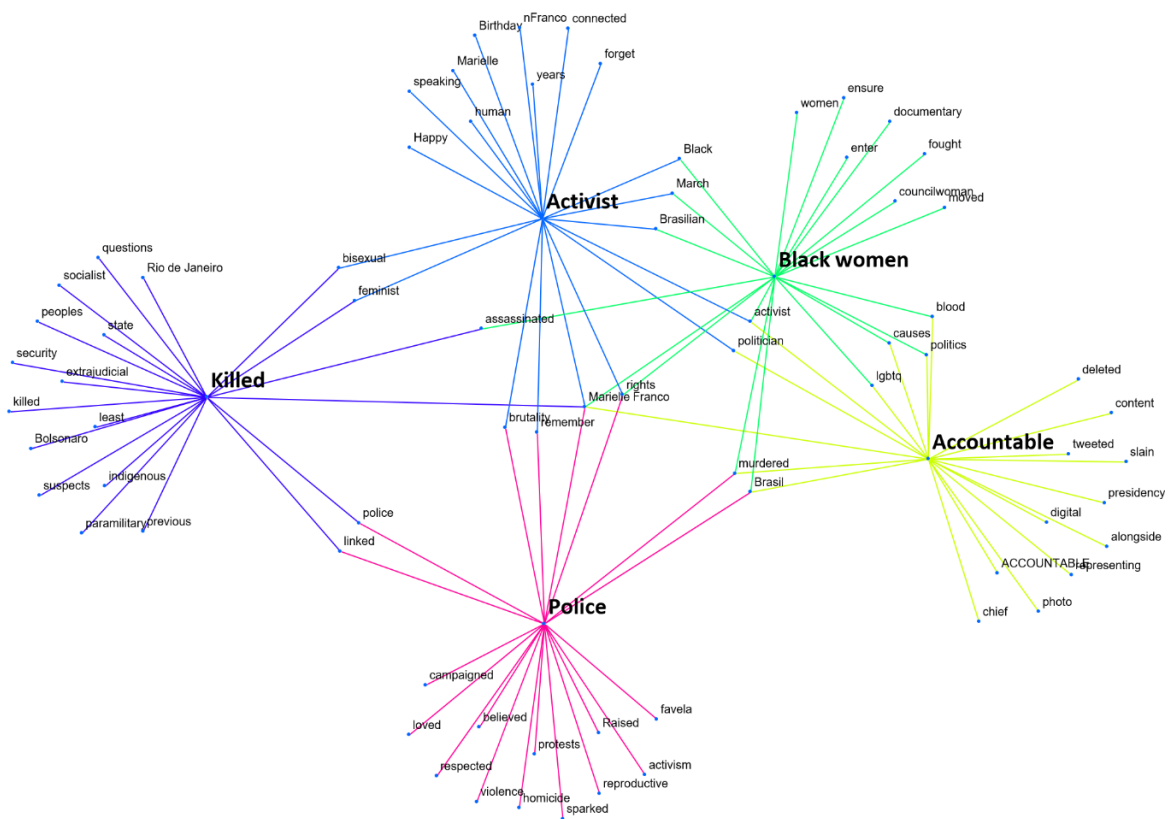 Birthday
nFranco
connected
Marielle
years
forget
speaking
human
Happy
Activist
Black
March
Brasilian
women
ensure
documentary
enter
fought
councilwoman
moved
Black women
questions
socialist
Rio de Janeiro
peoples
state
security
extrajudicial
killed
least
Bolsonaro
suspects
indigenous
paramilitary
previous
Killed
bisexual
feminist
assassinated
activist
politician
blood
causes
politics
lgbtq
rights
Marielle Franco
brutality
remember
murdered
Brasil
police
linked
Accountable
deleted
content
tweeted
slain
presidency
digital
alongside
ACCOUNTABLE
representing
chief
photo
Police
campaigned
loved
believed
respected
protests
violence
homicide
sparked
reproductive
activism
Raised
favela